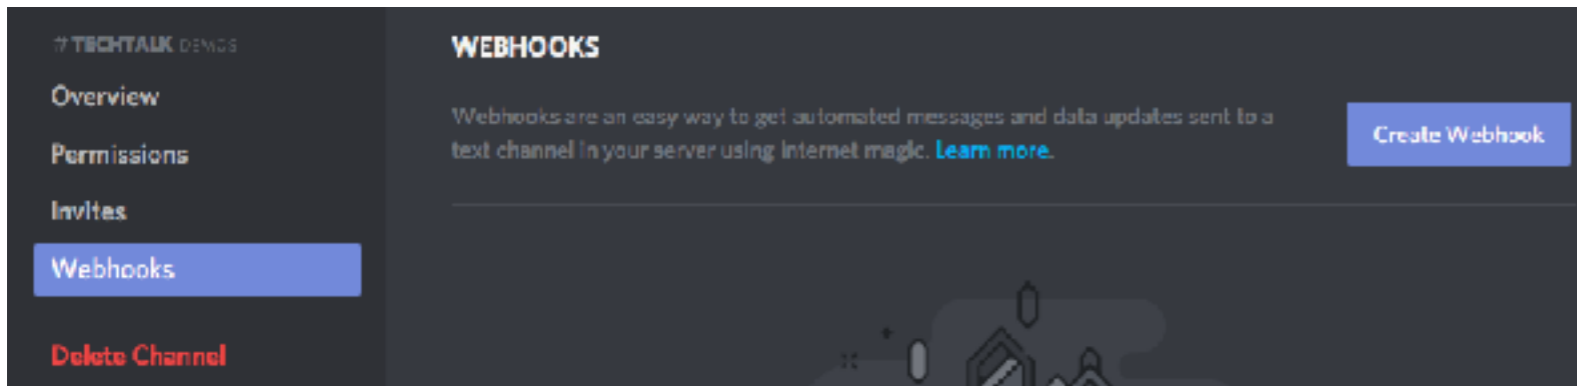 # TECHTALK DEMOS
Overview
Permissions
Invites
Webhooks
Delete Channel
WEBHOOKS
Webhooks are an easy way to get automated messages and data updates sent to a
text channel in your server using internet magic. Learn more.
Create Webhook